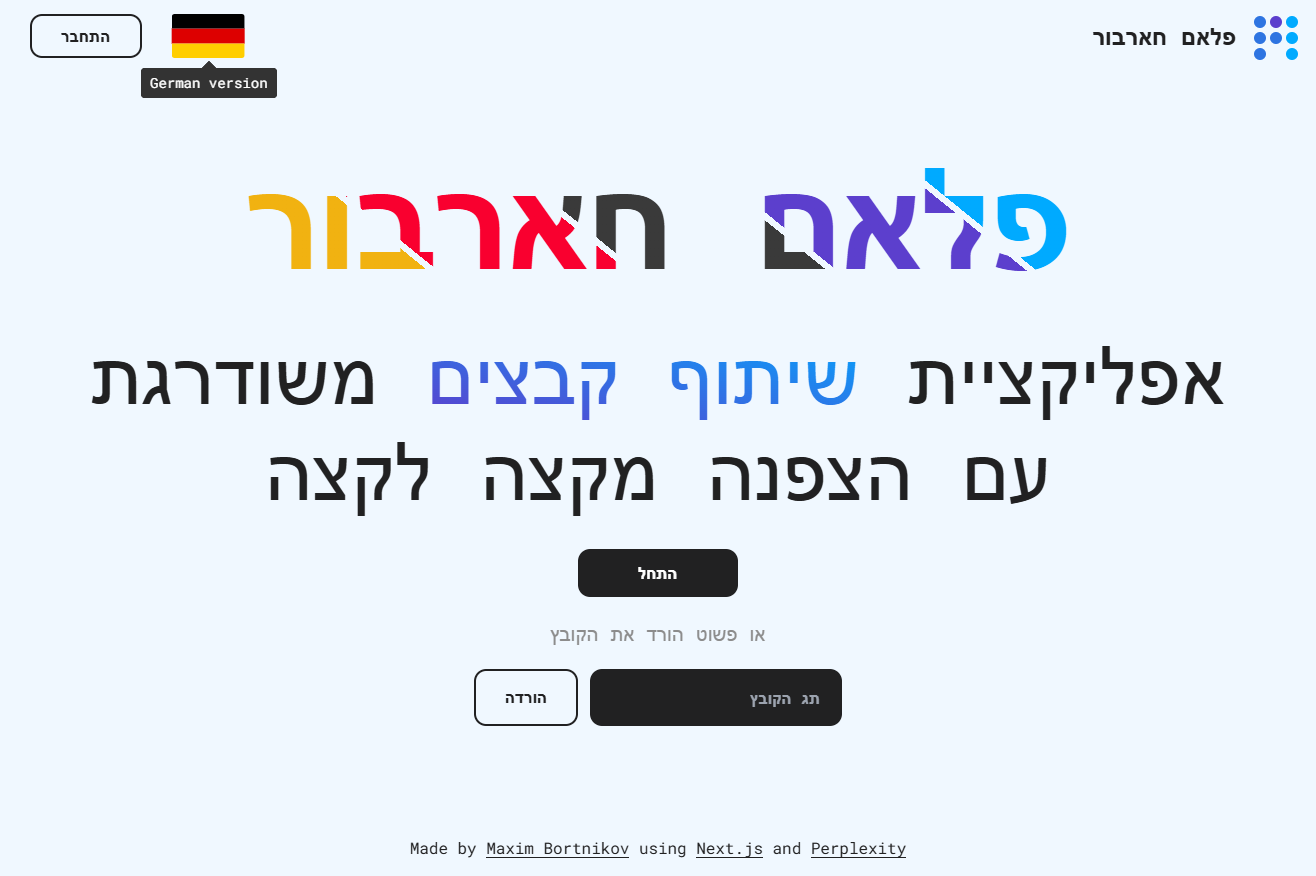 פלאם חארבור
התחבר
German version
פלאם חארבור
אפליקציית שיתוף קבצים משודרגת
עם הצפנה מקצה לקצה
התחל
או פשוט הורד את הקובץ
תג הקובץ
הורדה
Made by Maxim Bortnikov using Next.js and Perplexity